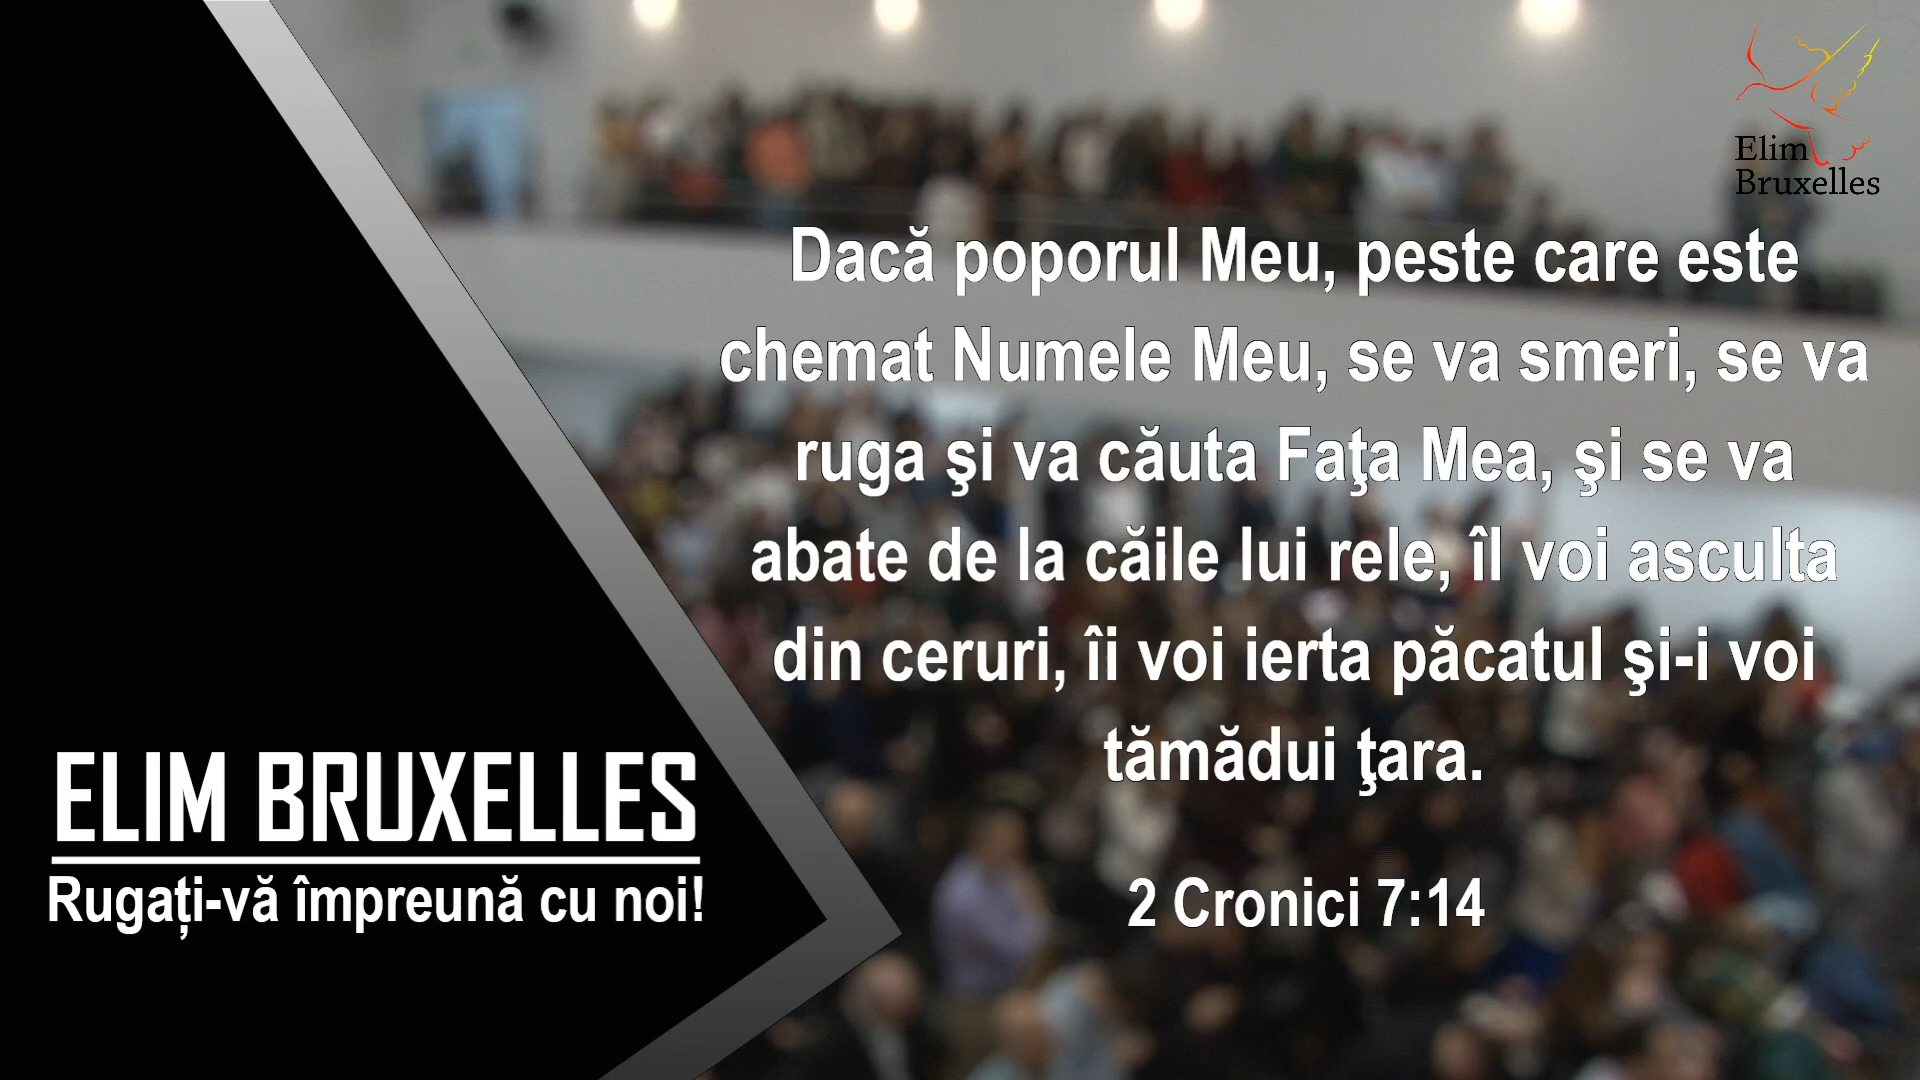 Elim
Bruxelles
Dacă poporul Meu, peste care este
chemat Numele Meu, se va smeri, se va
ruga şi va căuta Faţa Mea, şi se va
abate de la căile lui rele, îl voi asculta
din ceruri, îi voi ierta păcatul şi-i voi
tămădui ţara.
2 Cronici 7:14
ELIM BRUXELLES
Rugați-vă împreună cu noi!